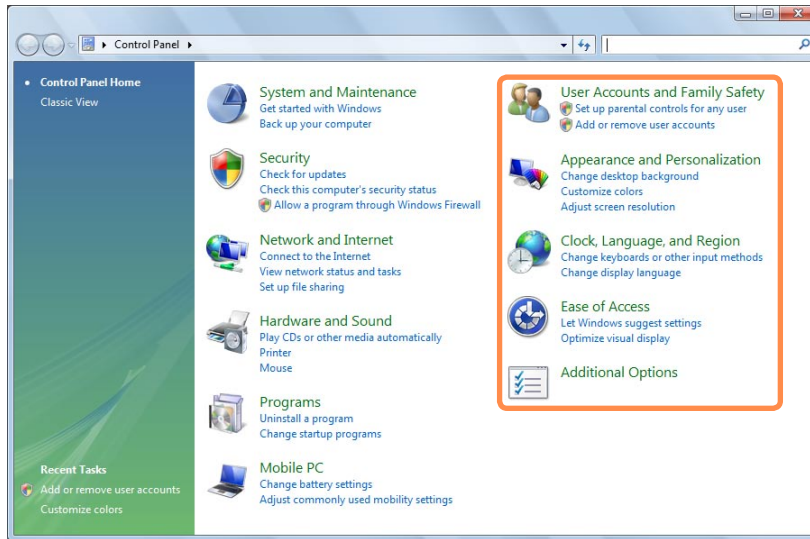 Control Panel
Control Panel Home
Classic View
System and Maintenance
Get started with Windows
Back up your computer
Security
Check for updates
Check this computer's security status
Allow a program through Windows Firewall
Network and Internet
Connect to the Internet
View network status and tasks
Set up file sharing
Hardware and Sound
Play CDs or other media automatically
Printer
Mouse
Programs
Uninstall a program
Change startup programs
Mobile PC
Change battery settings
Adjust commonly used mobility settings
User Accounts and Family Safety
Set up parental controls for any user
Add or remove user accounts
Appearance and Personalization
Change desktop background
Customize colors
Adjust screen resolution
Clock, Language, and Region
Change keyboards or other input methods
Change display language
Ease of Access
Let Windows suggest settings
Optimize visual display
Additional Options
Recent Tasks
Add or remove user accounts
Customize colors